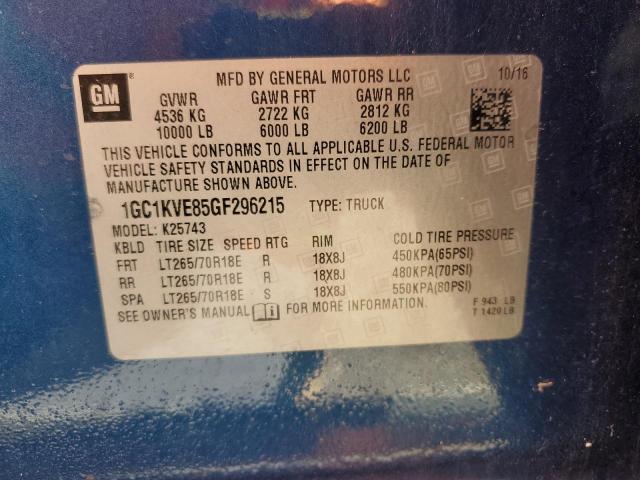 GM ®
MFD BY GENERAL MOTORS LLC 10/16
GVWR GAWR FRT GAWR RR
4536 KG 2722 KG 2812 KG
10000 LB 6000 LB 6200 LB
THIS VEHICLE CONFORMS TO ALL APPLICABLE U.S. FEDERAL MOTOR
VEHICLE SAFETY STANDARDS IN EFFECT ON THE DATE OF
MANUFACTURE SHOWN ABOVE.
1GC1KVE85GF296215 TYPE: TRUCK
MODEL: K25743
KBLD TIRE SIZE SPEED RTG RIM COLD TIRE PRESSURE
FRT LT265/70R18E R 18X8J 450KPA(65PSI)
RR LT265/70R18E R 18X8J 480KPA(70PSI)
SPA LT265/70R18E S 18X8J 550KPA(80PSI)
SEE OWNER'S MANUAL FOR MORE INFORMATION.
F 943 LB
T 1420 LB